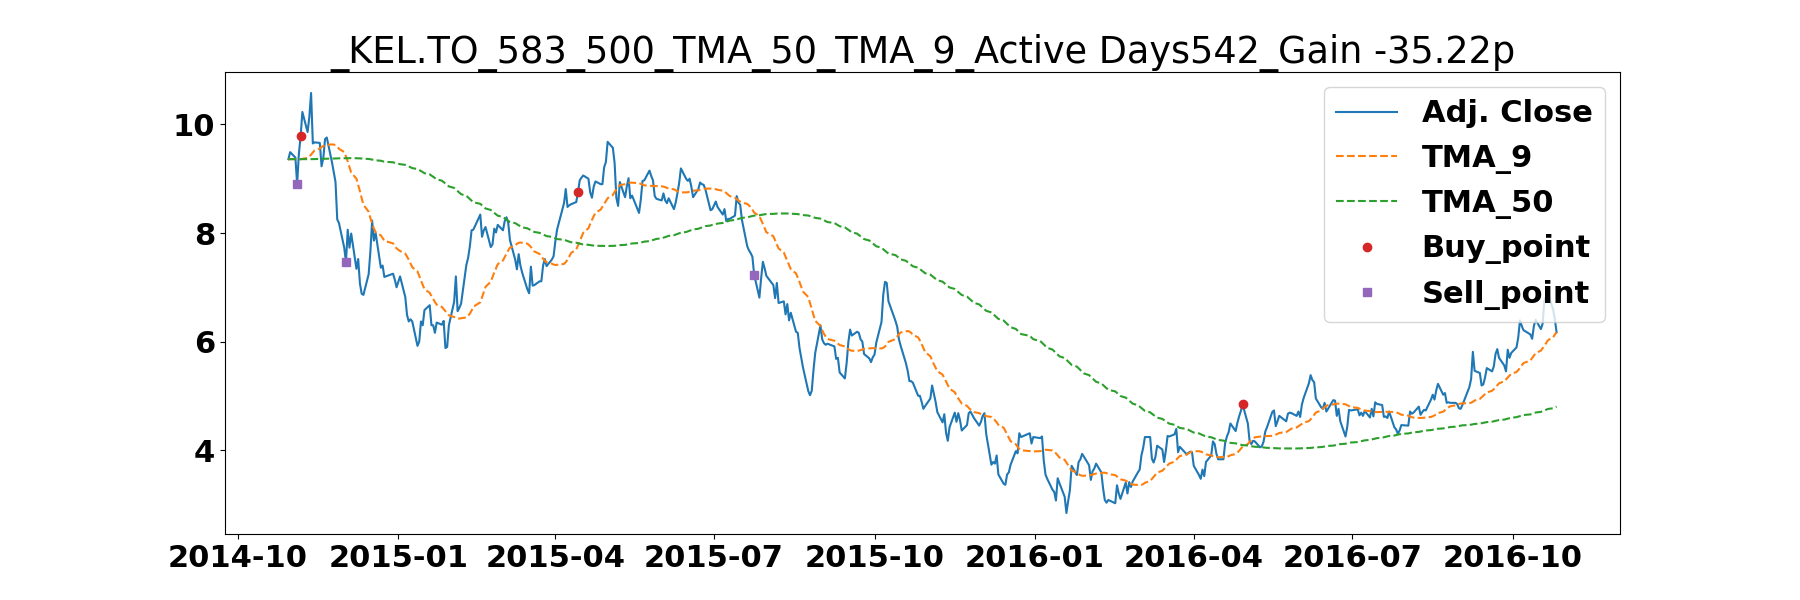 _KEL.TO_583_500_TMA_50_TMA_9_Active Days542_Gain -35.22p
10
8
6
4
Adj. Close
TMA_9
TMA_50
Buy_point
Sell_point
2014-10 2015-01 2015-04 2015-07 2015-10 2016-01 2016-04 2016-07 2016-10